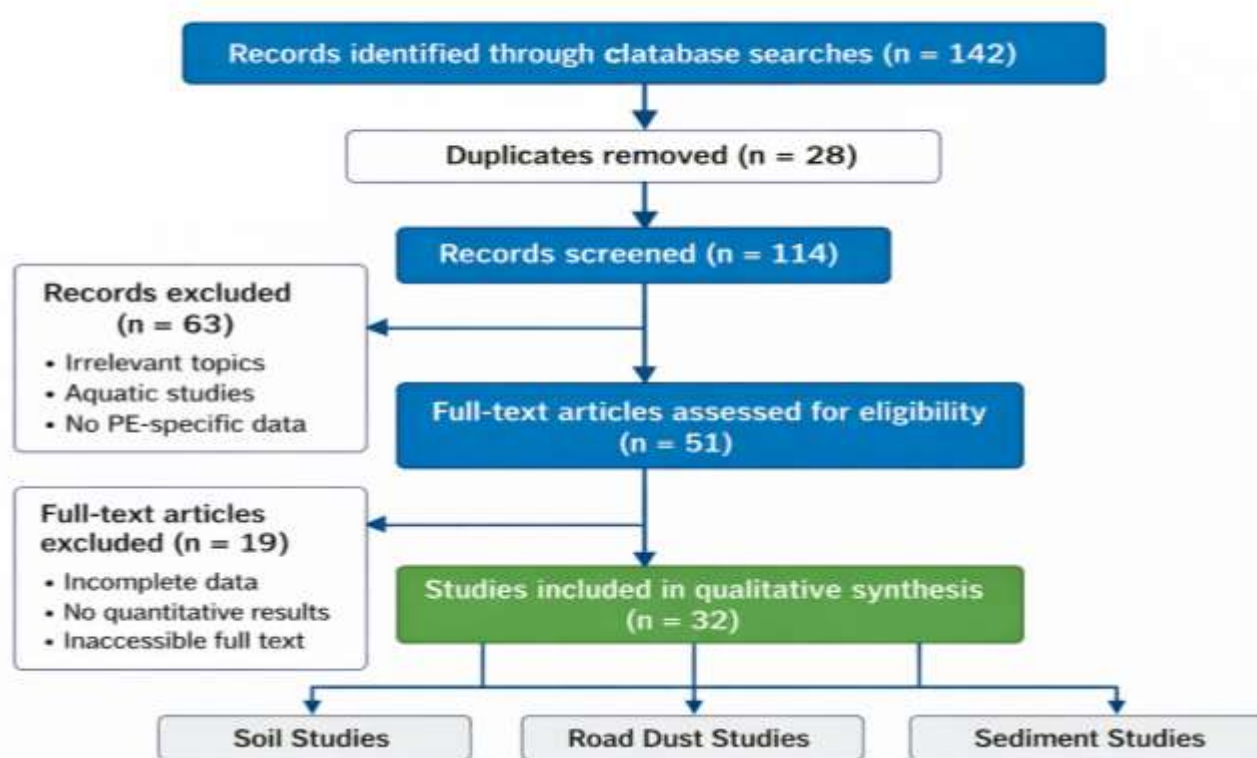 Records identified through clatabase searches (n = 142)
Duplicates removed (n = 28)
Records screened (n = 114)
Records excluded
(n = 63)
• Irrelevant topics
• Aquatic studies
• No PE-specific data
Full-text articles assessed for eligibility
(n = 51)
Full-text articles
excluded (n = 19)
• Incomplete data
• No quantitative results
• Inaccessible full text
Studies included in qualitative synthesis
(n = 32)
Soil Studies
Road Dust Studies
Sediment Studies